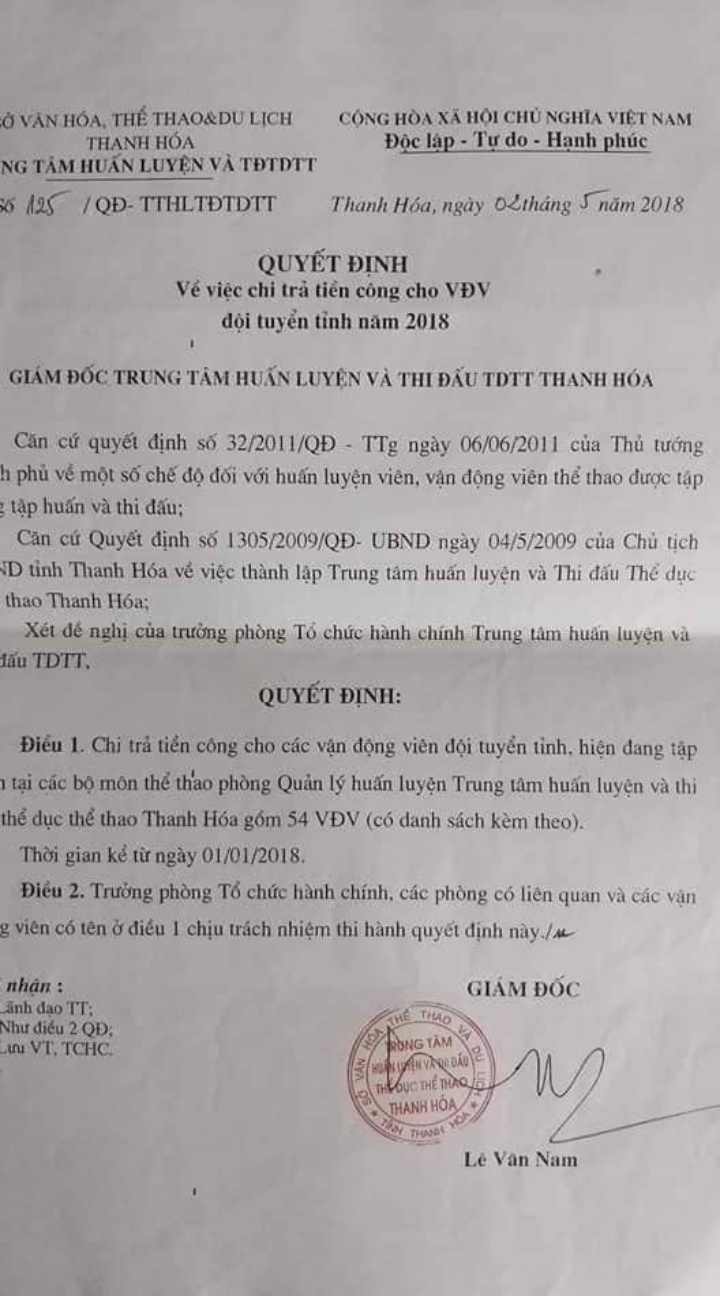 Ở VĂN HÓA, THỂ THAO&DU LỊCH
THANH HÓA
NG TÂM HUẤN LUYỆN VÀ TĐTDTT
CỘNG HÒA XÃ HỘI CHỦ NGHĨA VIỆT NAM
Độc lập - Tự do - Hạnh phúc
Số 125 / QĐ- TTHLTĐTDTT
Thanh Hóa, ngày 02 tháng 5 năm 2018
QUYẾT ĐỊNH
Về việc chi trả tiền công cho VĐV
đội tuyển tỉnh năm 2018
GIÁM ĐỐC TRUNG TÂM HUẤN LUYỆN VÀ THI ĐẤU TDTT THANH HÓA
Căn cứ quyết định số 32/2011/QĐ - TTg ngày 06/06/2011 của Thủ tướng
h phủ về một số chế độ đối với huấn luyện viên, vận động viên thể thao được tập
g tập huấn và thi đấu;
Căn cứ Quyết định số 1305/2009/QĐ- UBND ngày 04/5/2009 của Chủ tịch
ND tỉnh Thanh Hóa về việc thành lập Trung tâm huấn luyện và Thi đấu Thể dục
thao Thanh Hóa;
Xét đề nghị của trưởng phòng Tổ chức hành chính Trung tâm huấn luyện và
đấu TDTT,
QUYẾT ĐỊNH:
Điều 1. Chi trả tiền công cho các vận động viên đội tuyển tỉnh, hiện đang tập
n tại các bộ môn thể thao phòng Quản lý huấn luyện Trung tâm huấn luyện và thi
thể dục thể thao Thanh Hóa gồm 54 VĐV (có danh sách kèm theo).
Thời gian kể từ ngày 01/01/2018.
Điều 2. Trưởng phòng Tổ chức hành chính, các phòng có liên quan và các vận
g viên có tên ở điều 1 chịu trách nhiệm thi hành quyết định này./
nhận :
Lãnh đạo TT;
Như điều 2 QĐ;
Lưu VT, TCHC.
GIÁM ĐỐC
SỞ VĂN HÓA THỂ THAO VÀ DU LỊCH
TRUNG TÂM
HUẤN LUYỆN VÀ THI ĐẤU
THỂ DỤC THỂ THAO
THANH HÓA
TỈNH THANH HÓA
Lê Văn Nam